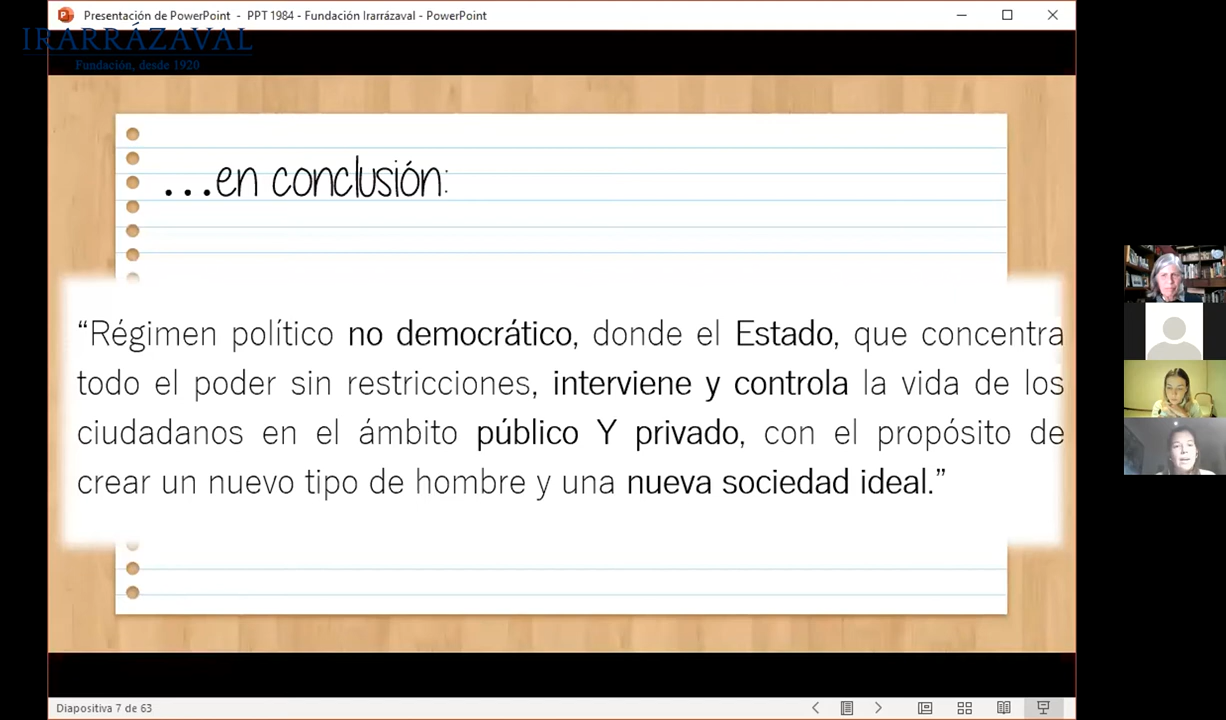 Presentación de PowerPoint - PPT 1984 - Fundación Irarrázaval - PowerPoint
IRARRÁZAVAL
Fundación, desde 1920
...en conclusión:
“Régimen político no democrático, donde el Estado, que concentra
todo el poder sin restricciones, interviene y controla la vida de los
ciudadanos en el ámbito público Y privado, con el propósito de
crear un nuevo tipo de hombre y una nueva sociedad ideal.”
Diapositiva 7 de 63